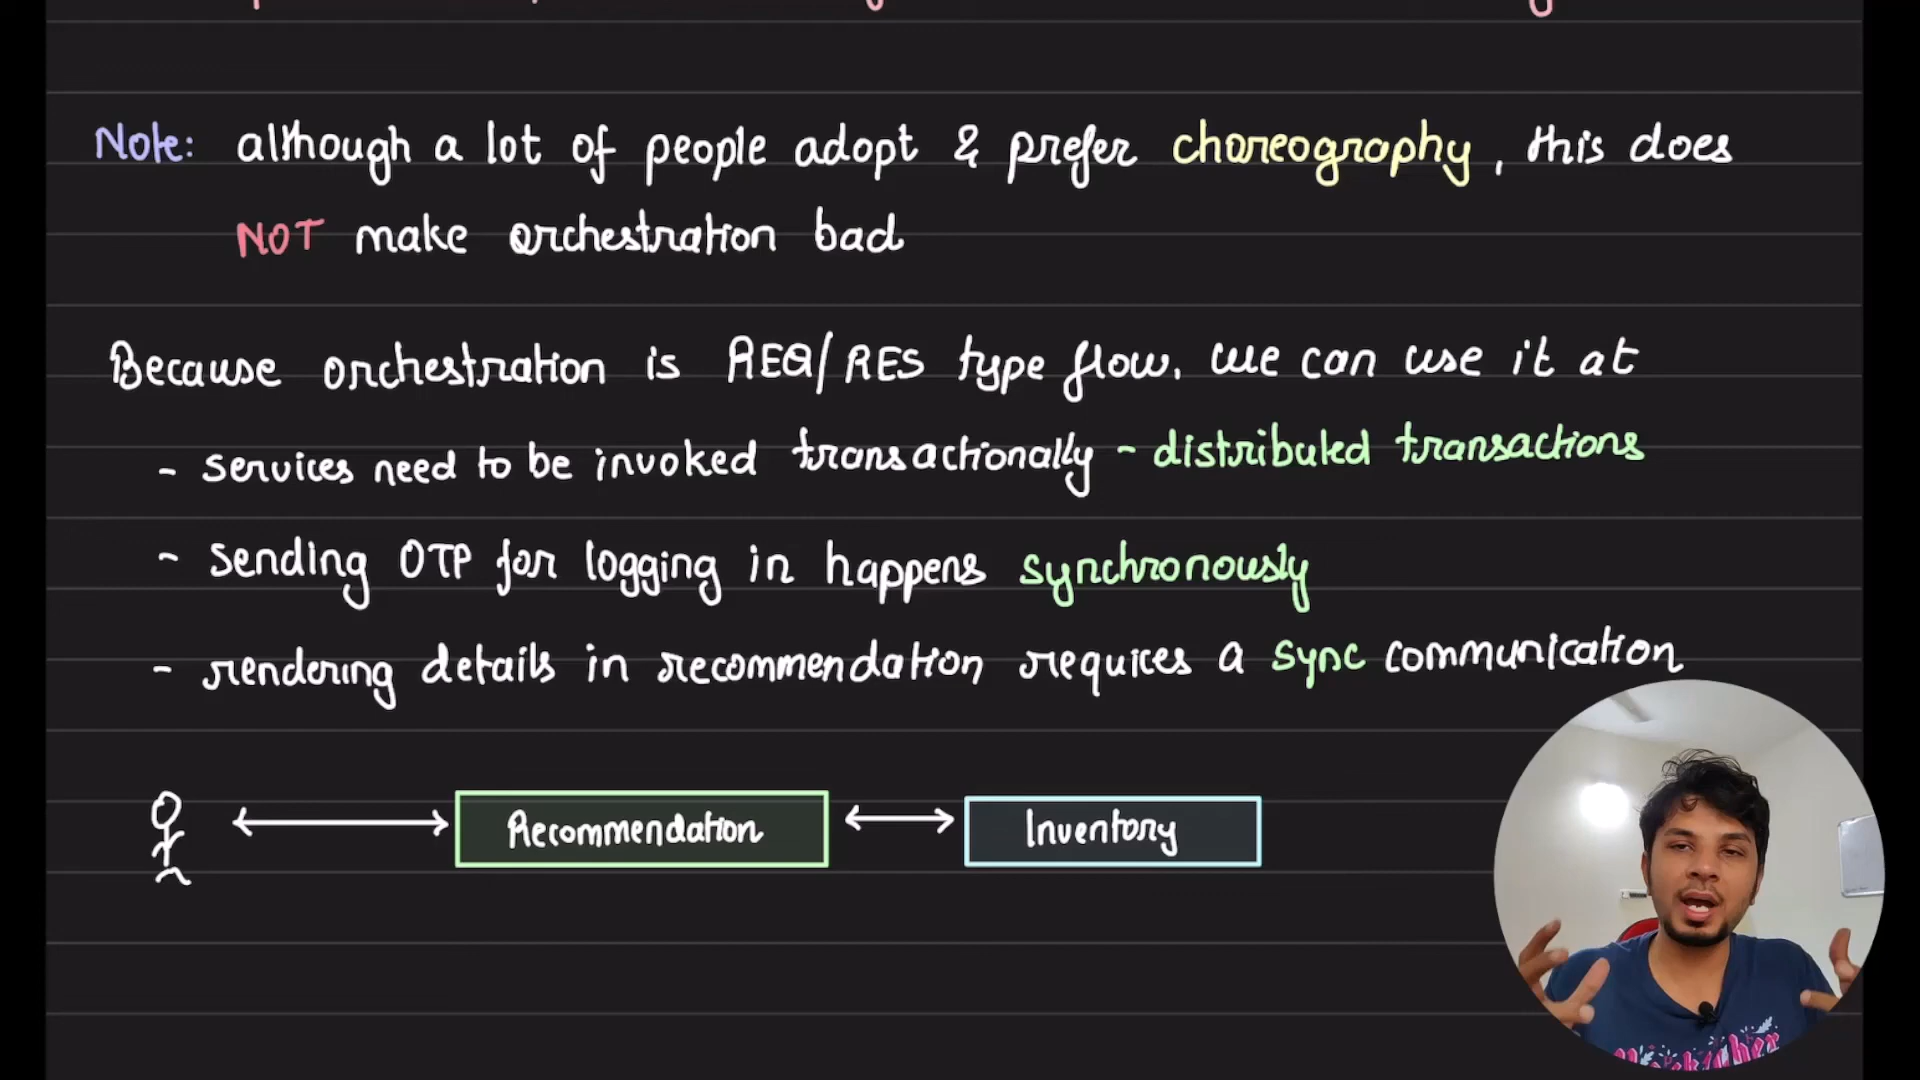 Note: although a lot of people adopt & prefer choreography, this does
NOT make orchestration bad
Because orchestration is REQ/RES type flow. we can use it at
- services need to be invoked transactionally - distributed transactions
- sending OTP for logging in happens synchronously
- rendering details in recommendation requires a sync communication
Recommendation
Inventory